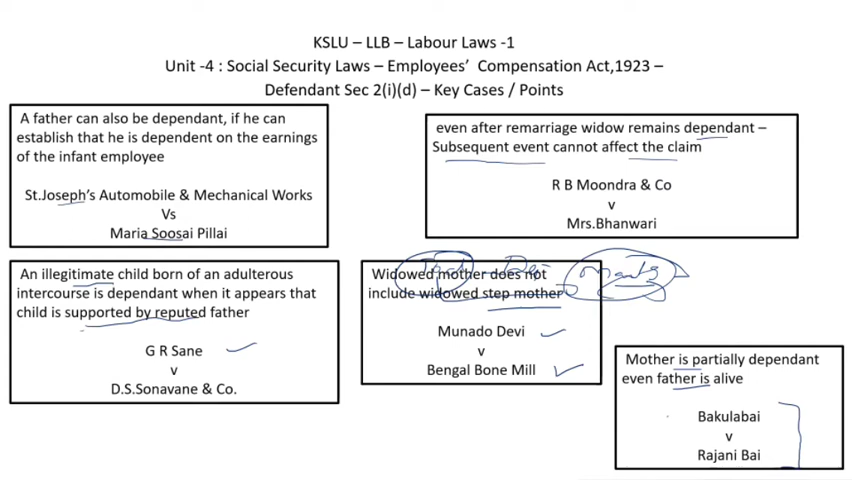 KSLU – LLB – Labour Laws -1
Unit -4 : Social Security Laws – Employees' Compensation Act,1923 –
Defendant Sec 2(i)(d) – Key Cases / Points
A father can also be dependant, if he can
establish that he is dependent on the earnings
of the infant employee
St.Joseph's Automobile & Mechanical Works
Vs
Maria Soosai Pillai
even after remarriage widow remains dependant –
Subsequent event cannot affect the claim
R B Moondra & Co
v
Mrs.Bhanwari
An illegitimate child born of an adulterous
intercourse is dependant when it appears that
child is supported by reputed father
G R Sane
v
D.S.Sonavane & Co.
Widowed mother does not
include widowed step mother
Munado Devi
v
Bengal Bone Mill
Mother is partially dependant
even father is alive
Bakulabai
v
Rajani Bai